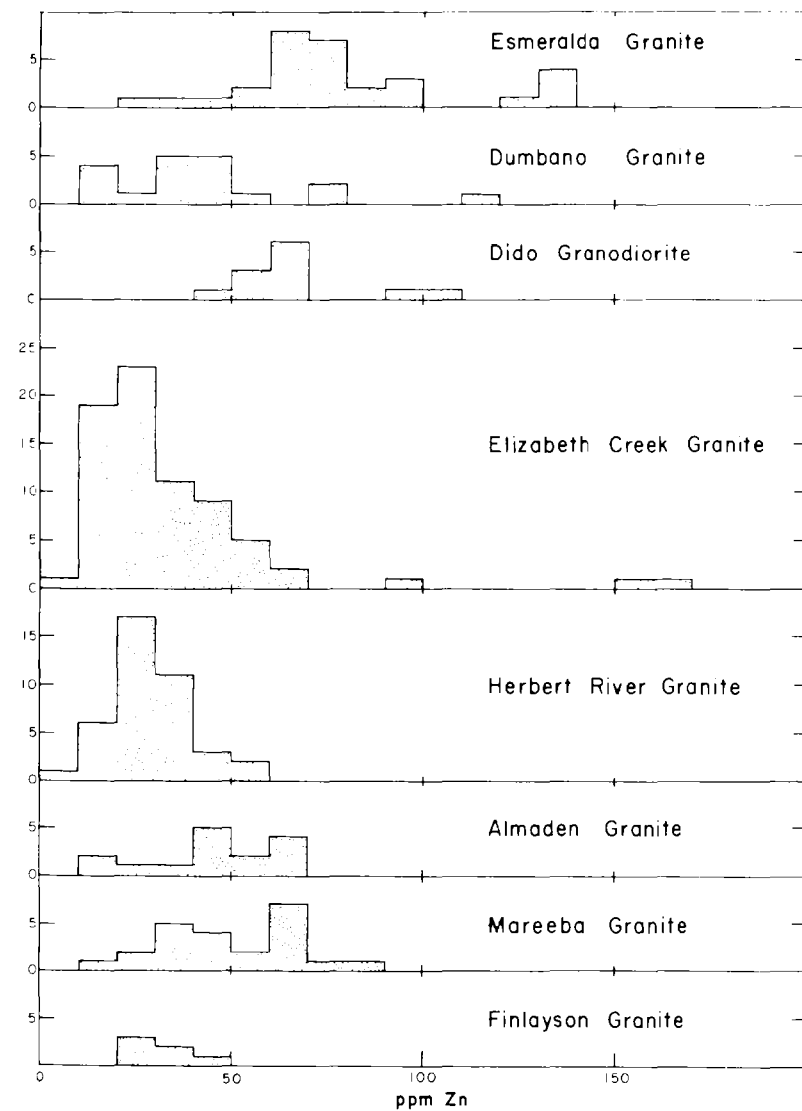 Esmeralda Granite
5
0
Dumbano Granite
5
0
Dido Granodiorite
5
0
25
20
15
10
5
0
Elizabeth Creek Granite
15
10
5
0
Herbert River Granite
5
0
Almaden Granite
5
0
Mareeba Granite
5
0
Finlayson Granite
5
0 50 100 150
ppm Zn